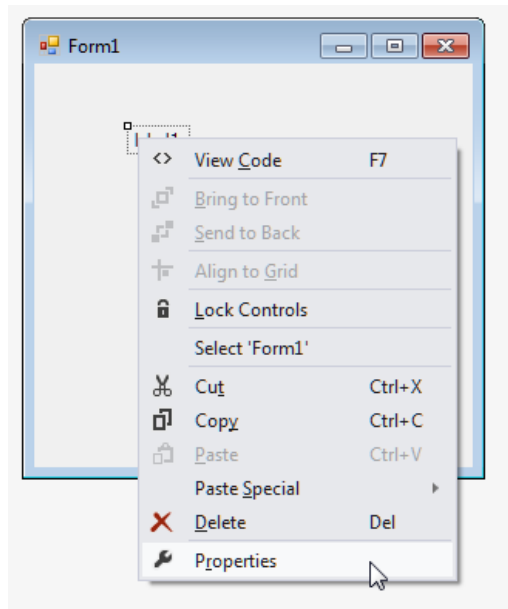 Form1
View Code F7
Bring to Front
Send to Back
Align to Grid
Lock Controls
Select 'Form1'
Cut Ctrl+X
Copy Ctrl+C
Paste Ctrl+V
Paste Special
Delete Del
Properties